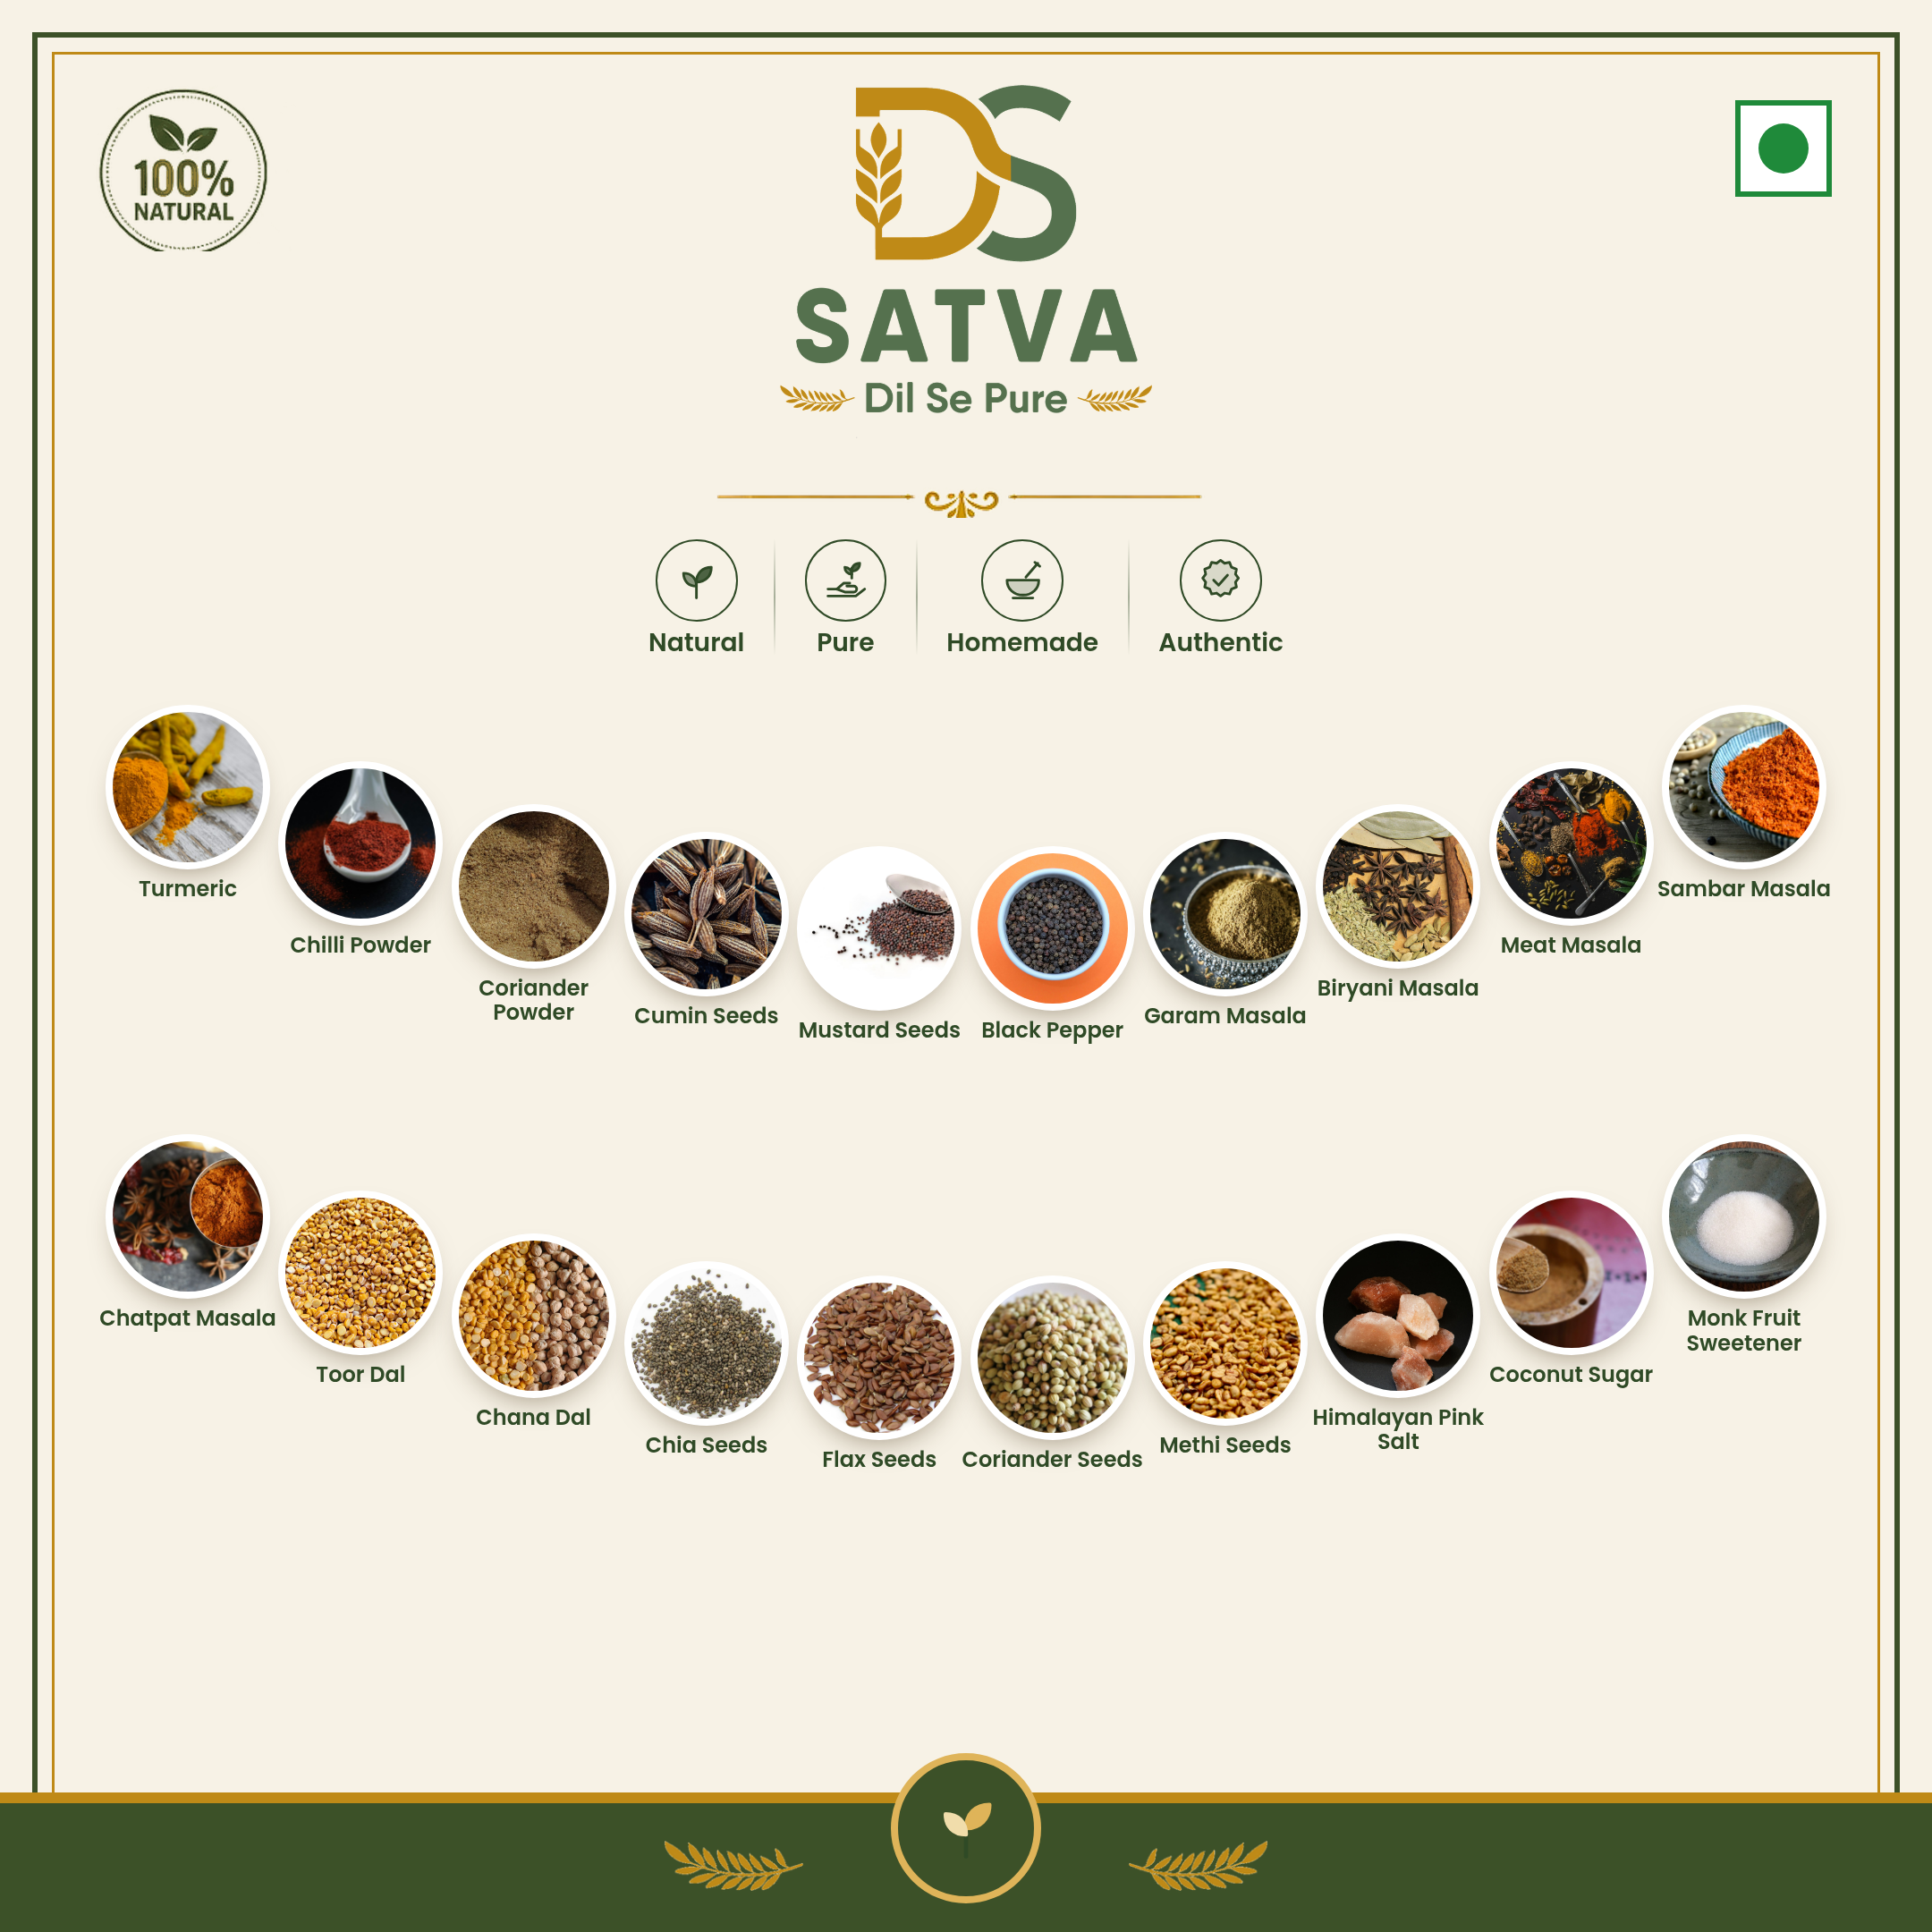 100%
NATURAL
DS
SATVA
Dil Se Pure
Natural
Pure
Homemade
Authentic
Turmeric
Chilli Powder
Coriander
Powder
Cumin Seeds
Mustard Seeds
Black Pepper
Garam Masala
Biryani Masala
Meat Masala
Sambar Masala
Chatpat Masala
Toor Dal
Chana Dal
Chia Seeds
Flax Seeds
Coriander Seeds
Methi Seeds
Himalayan Pink
Salt
Coconut Sugar
Monk Fruit
Sweetener